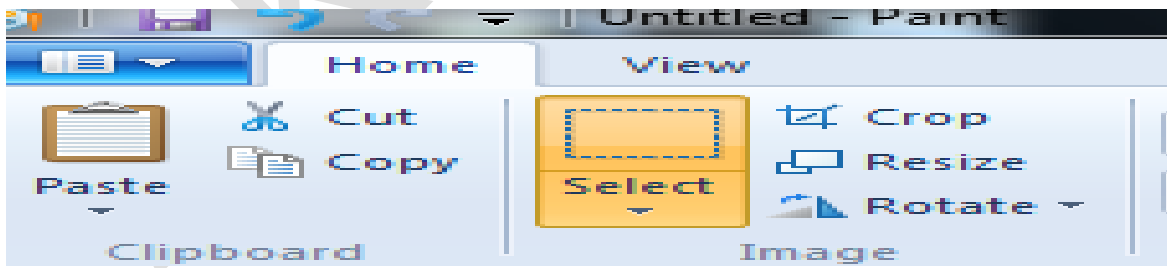 Untitled - Paint
Home View
Cut Crop
Copy Resize
Paste Select
Rotate
Clipboard Image